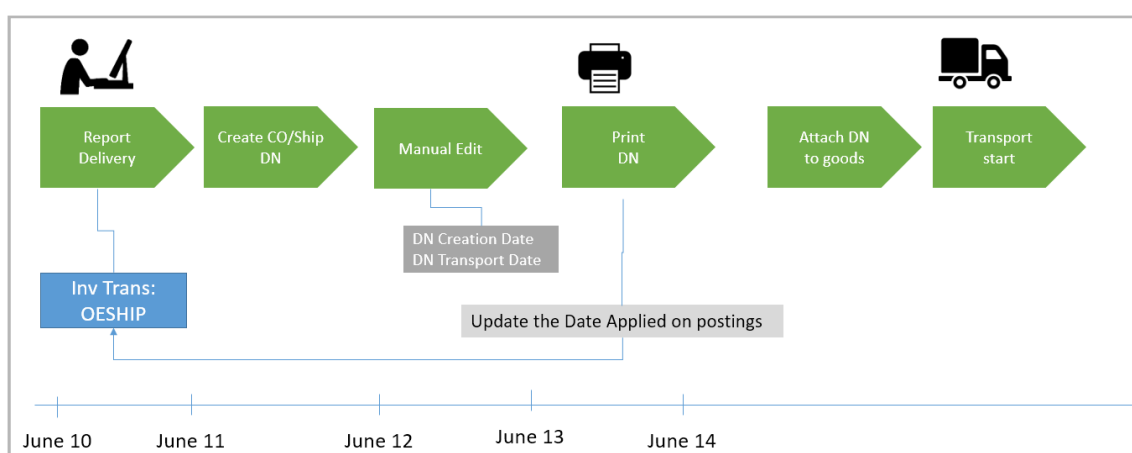 Report
Delivery
Create CO/Ship
DN
Manual Edit
Print
DN
Attach DN
to goods
Transport
start
DN Creation Date
DN Transport Date
Inv Trans:
OESHIP
Update the Date Applied on postings
June 10
June 11
June 12
June 13
June 14